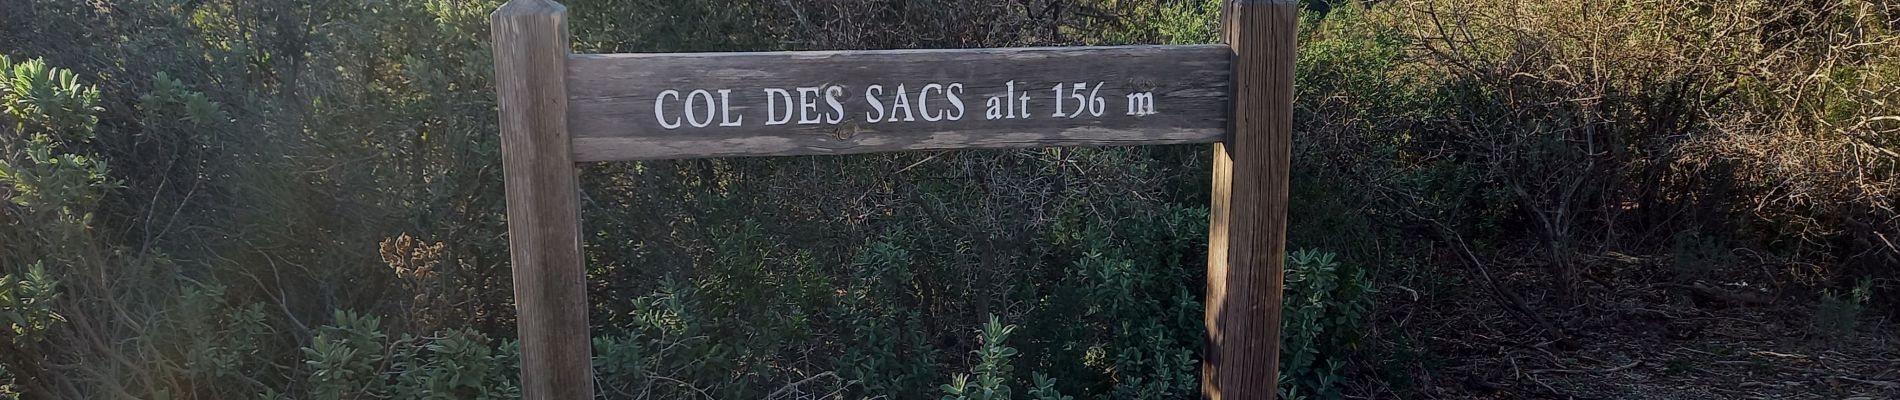 COL DES SACS alt 156 m